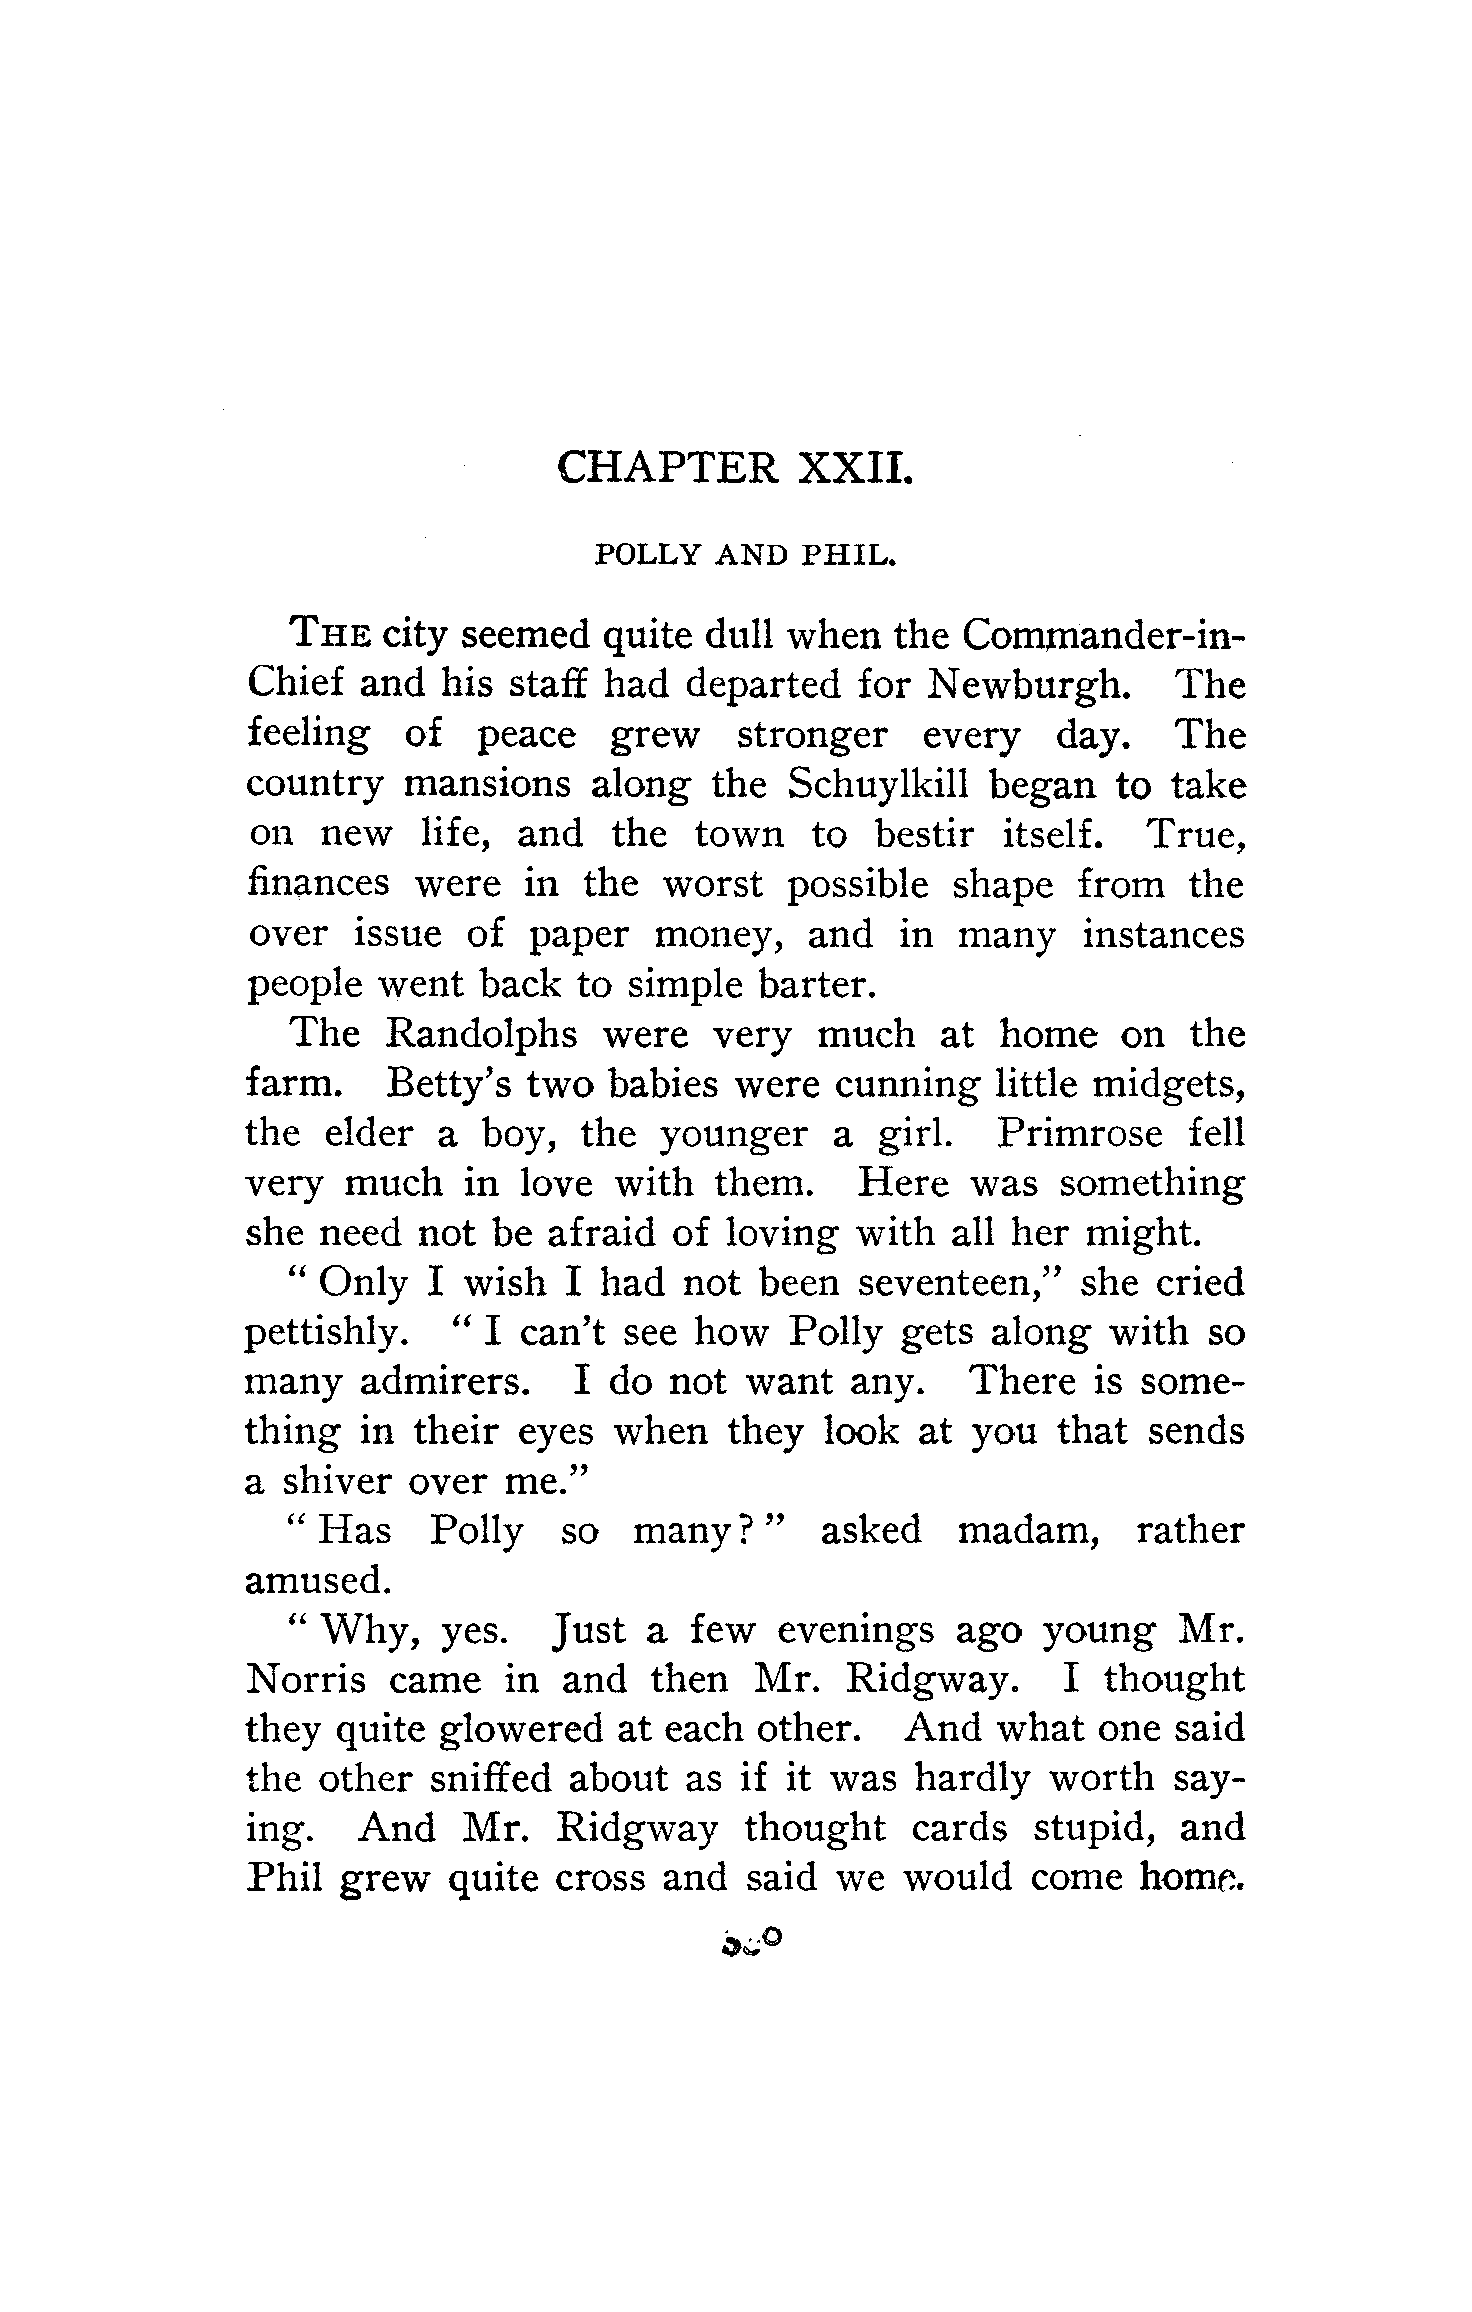 CHAPTER XXII.
POLLY AND PHIL.
THE city seemed quite dull when the Commander-in-
Chief and his staff had departed for Newburgh. The
feeling of peace grew stronger every day. The
country mansions along the Schuylkill began to take
on new life, and the town to bestir itself. True,
finances were in the worst possible shape from the
over issue of paper money, and in many instances
people went back to simple barter.
The Randolphs were very much at home on the
farm. Betty's two babies were cunning little midgets,
the elder a boy, the younger a girl. Primrose fell
very much in love with them. Here was something
she need not be afraid of loving with all her might.
" Only I wish I had not been seventeen," she cried
pettishly. " I can't see how Polly gets along with so
many admirers. I do not want any. There is some-
thing in their eyes when they look at you that sends
a shiver over me."
" Has Polly so many? " asked madam, rather
amused.
" Why, yes. Just a few evenings ago young Mr.
Norris came in and then Mr. Ridgway. I thought
they quite glowered at each other. And what one said
the other sniffed about as if it was hardly worth say-
ing. And Mr. Ridgway thought cards stupid, and
Phil grew quite cross and said we would come home.